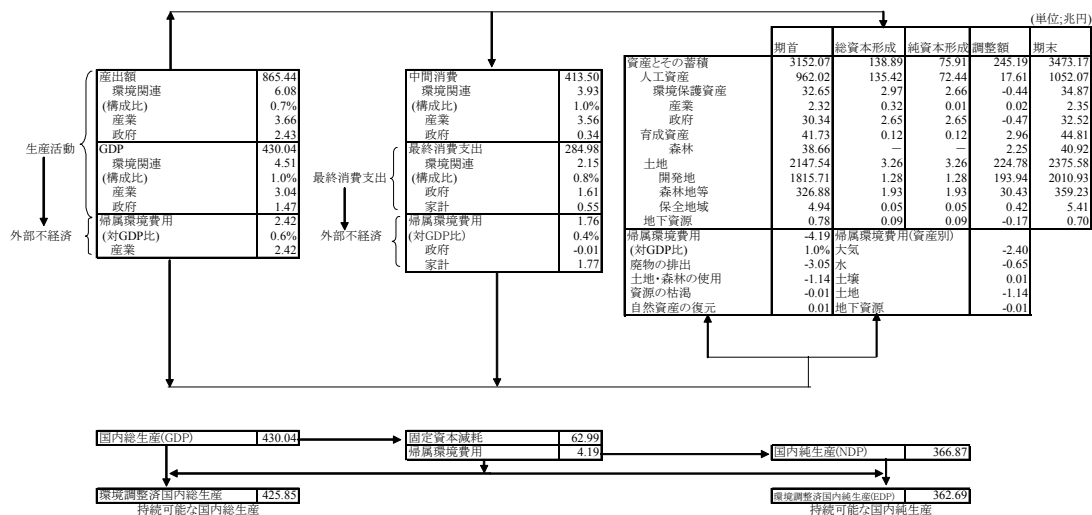 (単位;兆円)
期首 総資本形成 純資本形成 調整額 期末
資産とその蓄積 3152.07 138.89 75.91 245.19 3473.17
人工資産 962.02 135.42 72.44 17.61 1052.07
環境保護資産 32.65 2.97 2.66 -0.44 34.87
産業 2.32 0.32 0.01 0.02 2.35
政府 30.34 2.65 2.65 -0.47 32.52
育成資産 41.73 0.12 0.12 2.96 44.81
森林 38.66 － － 2.25 40.92
土地 2147.54 3.26 3.26 224.78 2375.58
開発地 1815.71 1.28 1.28 193.94 2010.93
森林地等 326.88 1.93 1.93 30.43 359.23
保全地域 4.94 0.05 0.05 0.42 5.41
地下資源 0.78 0.09 0.09 -0.17 0.70
帰属環境費用 -4.19 帰属環境費用(資産別)
(対GDP比) 1.0% 大気 -2.40
廃物の排出 -3.05 水 -0.65
土地・森林の使用 -1.14 土壌 0.01
資源の枯渇 -0.01 土地 -1.14
自然資産の復元 0.01 地下資源 -0.01
生産活動
外部不経済
産出額 865.44
環境関連 6.08
(構成比) 0.7%
産業 3.66
政府 2.43
GDP 430.04
環境関連 4.51
(構成比) 1.0%
産業 3.04
政府 1.47
帰属環境費用 2.42
(対GDP比) 0.6%
産業 2.42
最終消費支出
外部不経済
中間消費 413.50
環境関連 3.93
(構成比) 1.0%
産業 3.56
政府 0.34
最終消費支出 284.98
環境関連 2.15
(構成比) 0.8%
政府 1.61
家計 0.55
帰属環境費用 1.76
(対GDP比) 0.4%
政府 -0.01
家計 1.77
国内総生産(GDP) 430.04
固定資本減耗 62.99
帰属環境費用 4.19
国内純生産(NDP) 366.87
環境調整済国内総生産 425.85
持続可能な国内総生産
環境調整済国内純生産(EDP) 362.69
持続可能な国内純生産